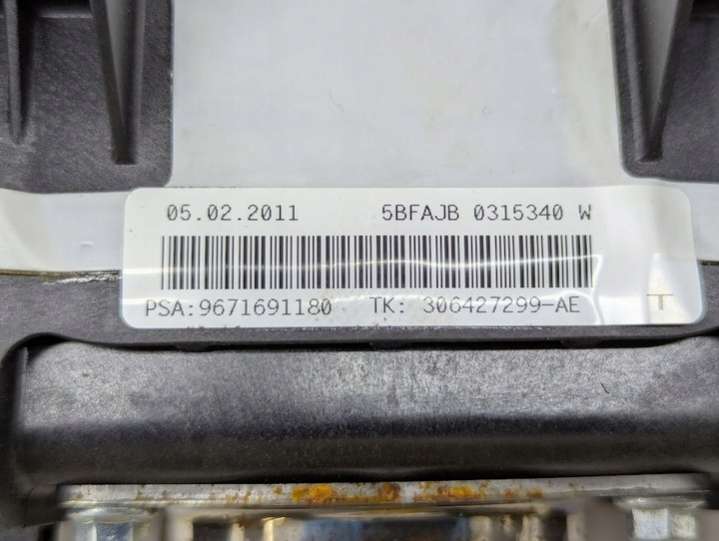 05.02.2011 5BFAJB 0315340 W
PSA:9671691180 TK: 306427299-AE T